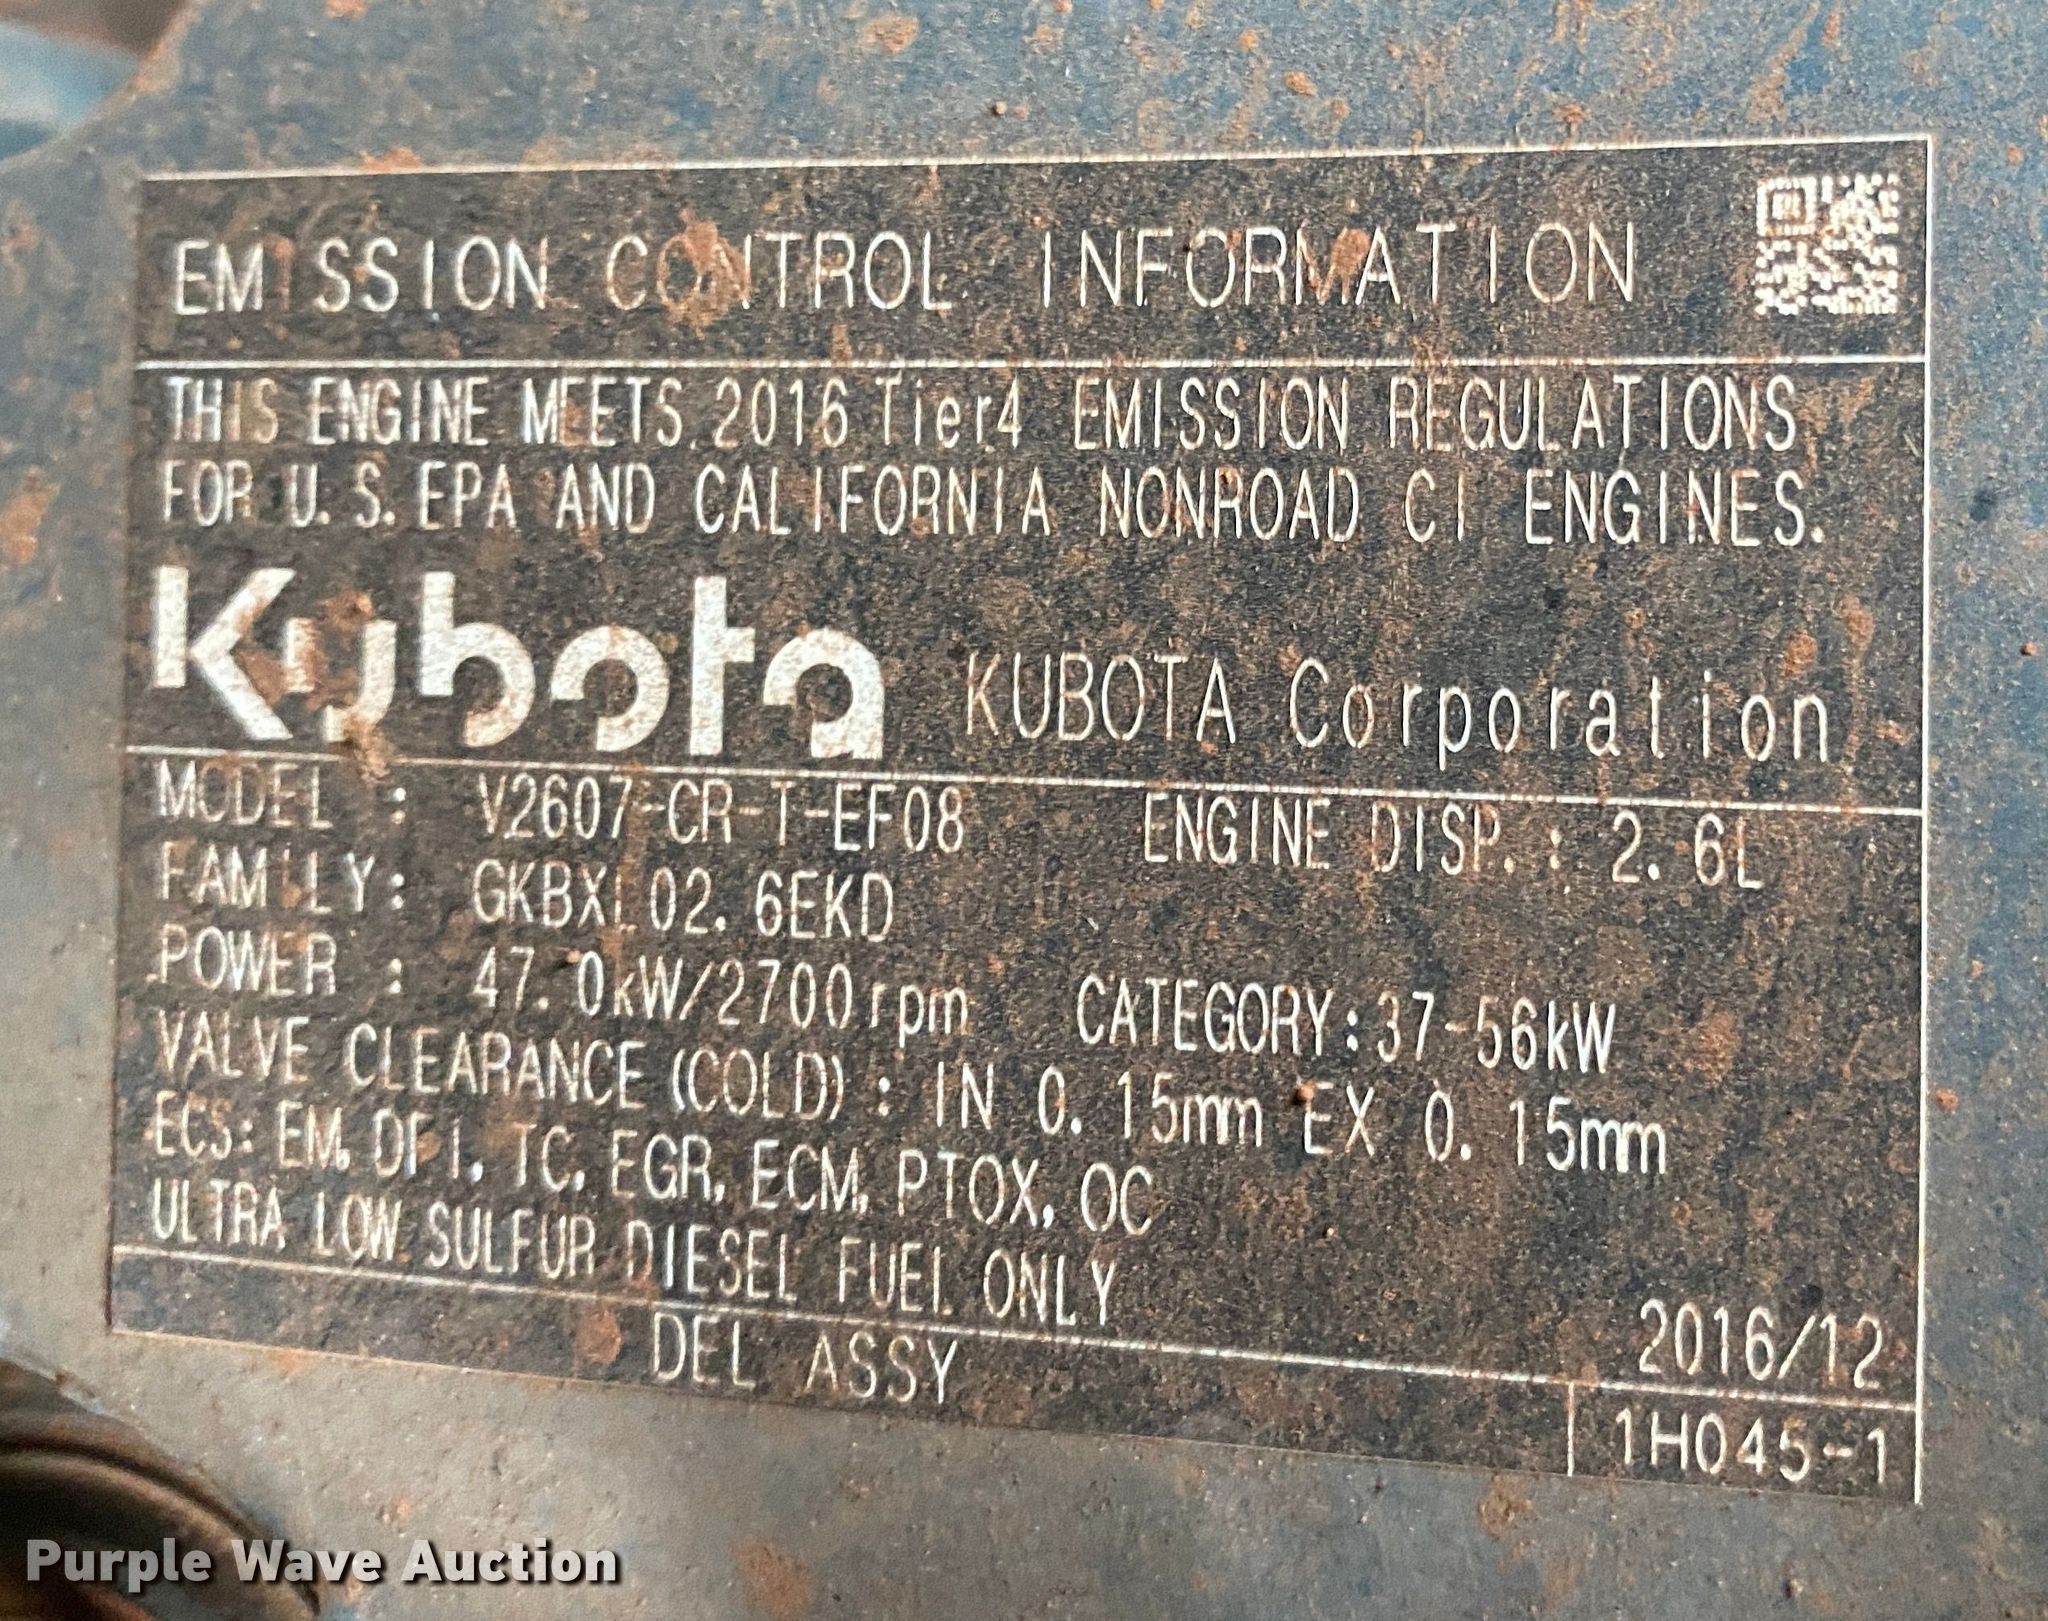 EMISSION CONTROL INFORMATION
THIS ENGINE MEETS 2016 Tier4 EMISSION REGULATIONS
FOR U.S. EPA AND CALIFORNIA NONROAD CI ENGINES.
Kubota KUBOTA Corporation
MODEL : V2607-CR-T-EF08 ENGINE DISP. : 2.6L
FAMILY: GKBXL02.6EKD
POWER : 47.0kW/2700rpm CATEGORY:37-56kW
VALVE CLEARANCE(COLD): IN 0.15mm EX 0.15mm
ECS: EM, DFI, TC, EGR, ECM, PTOX, OC
ULTRA LOW SULFUR DIESEL FUEL ONLY
2016/12
DEL ASSY
1H045-1
Purple Wave Auction